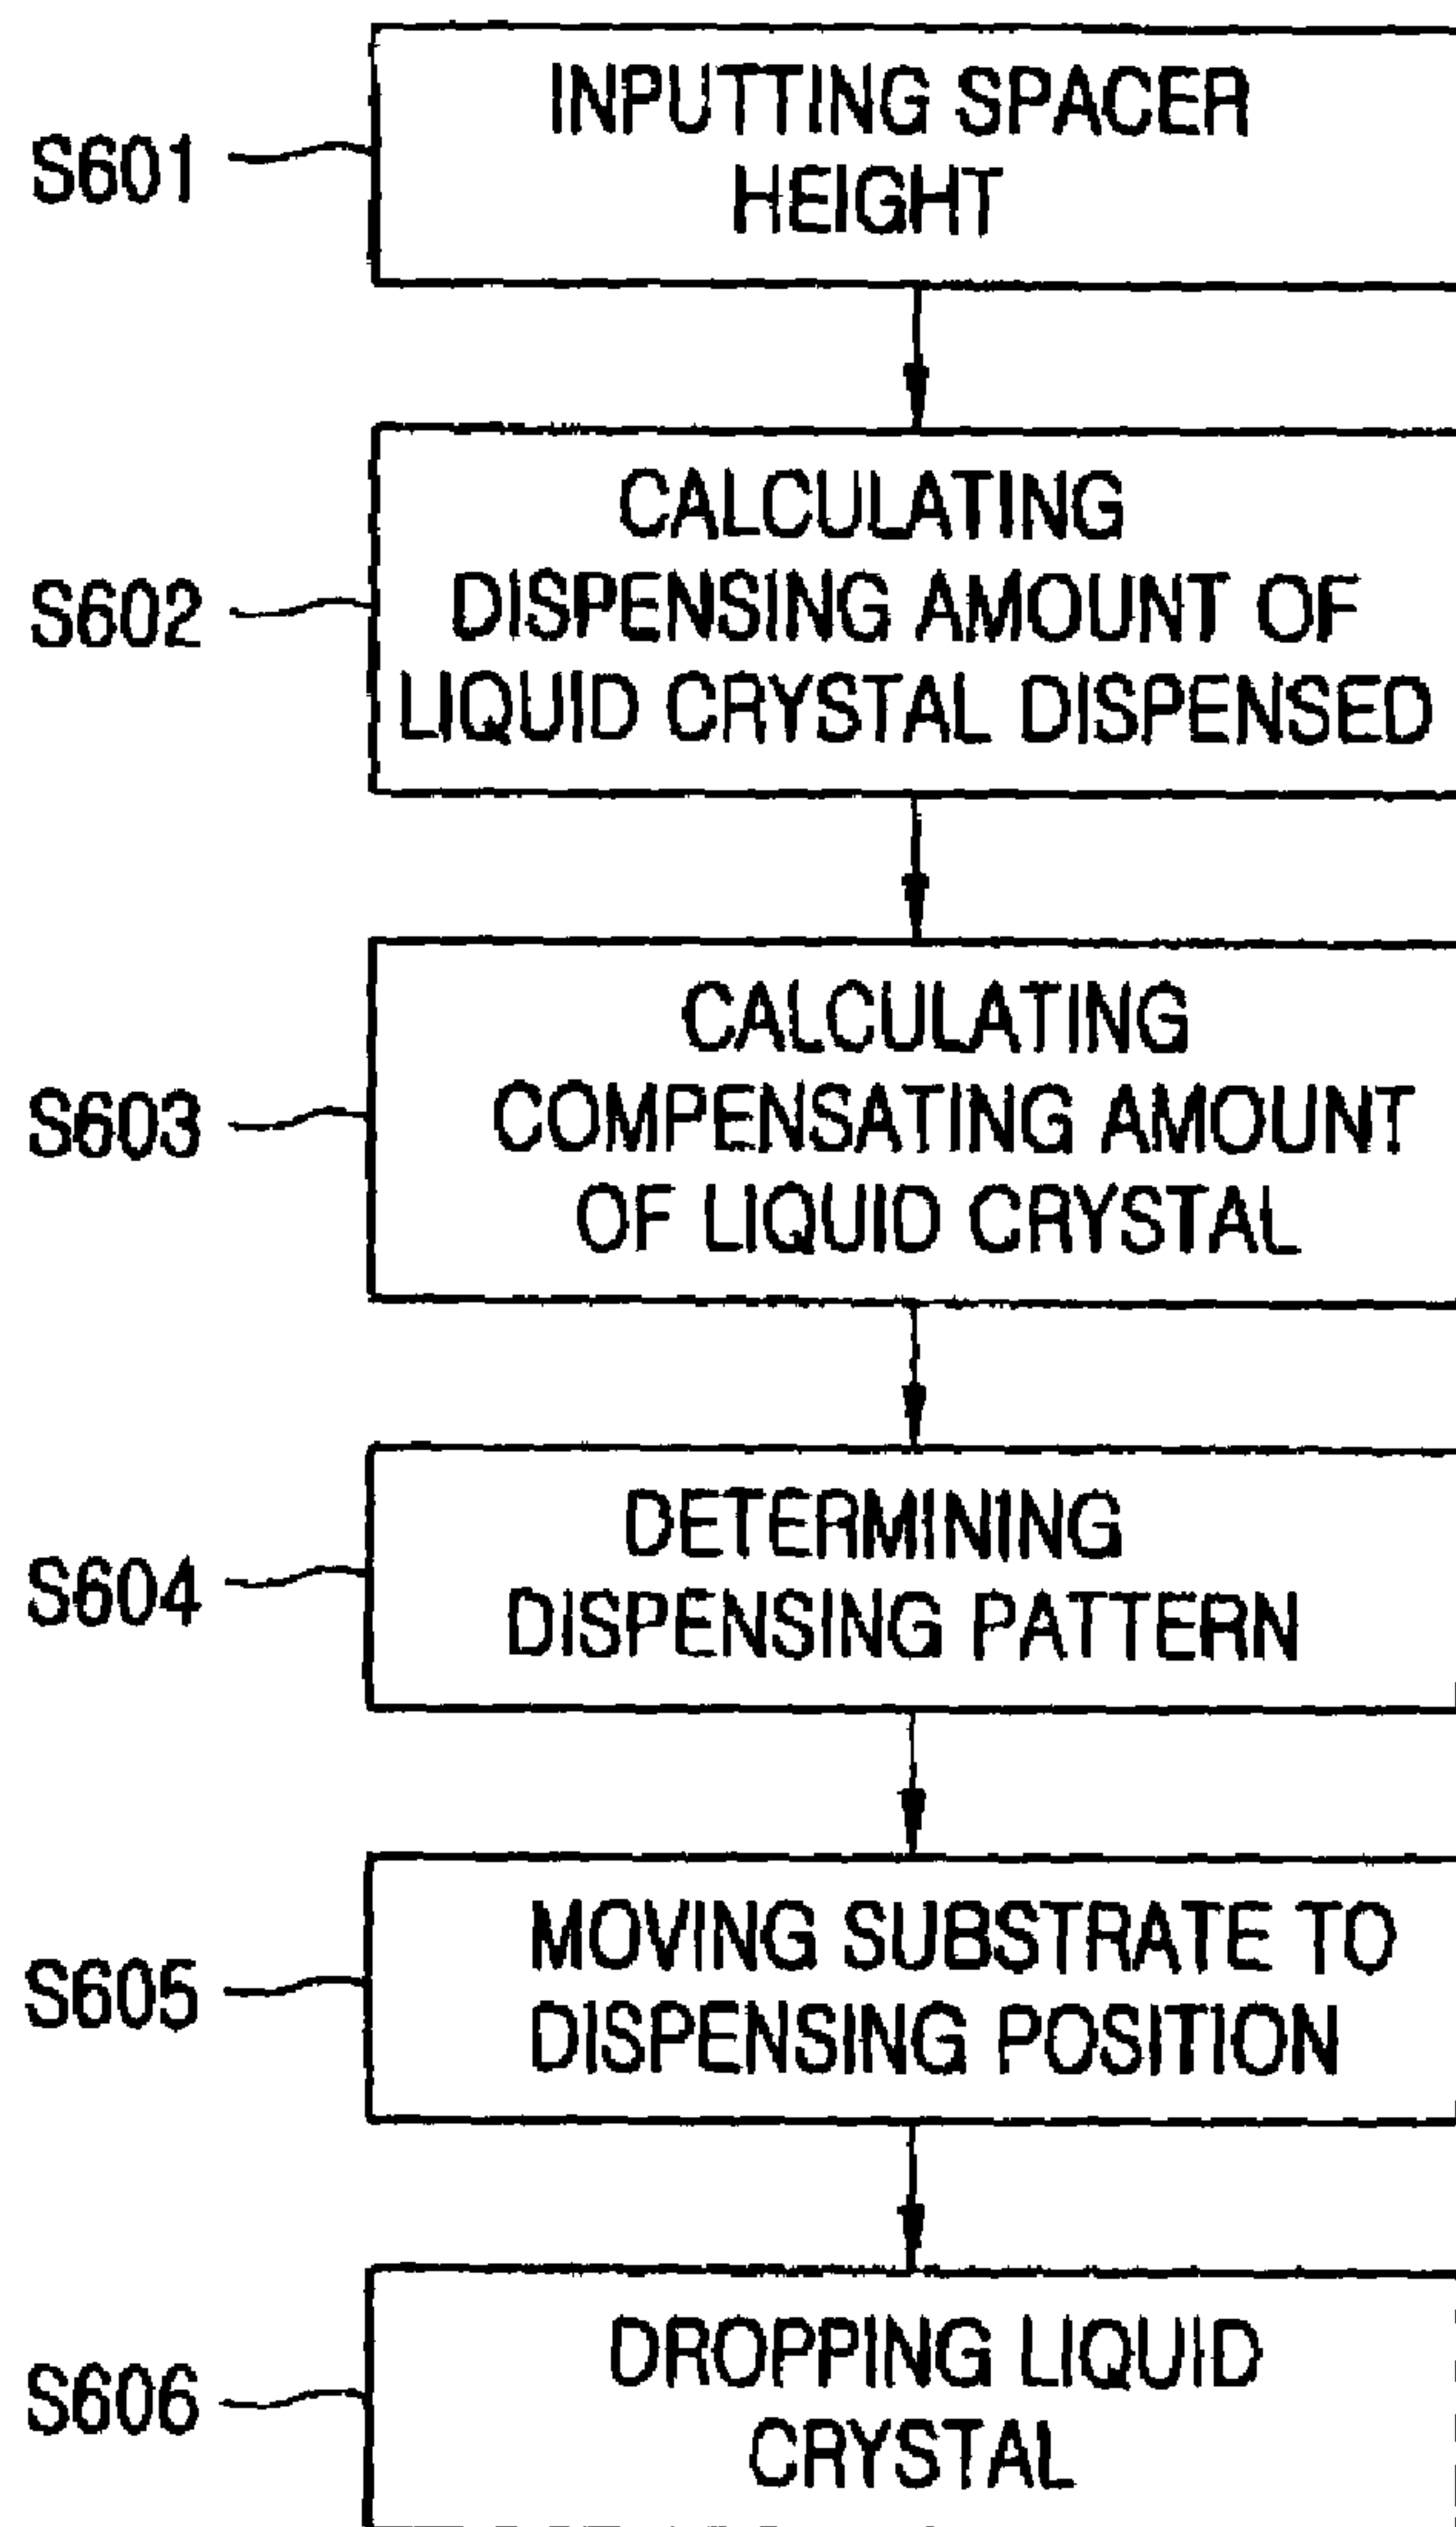 S601
INPUTTING SPACER
HEIGHT
S602
CALCULATING
DISPENSING AMOUNT OF
LIQUID CRYSTAL DISPENSED
S603
CALCULATING
COMPENSATING AMOUNT
OF LIQUID CRYSTAL
S604
DETERMINING
DISPENSING PATTERN
S605
MOVING SUBSTRATE TO
DISPENSING POSITION
S606
DROPPING LIQUID
CRYSTAL